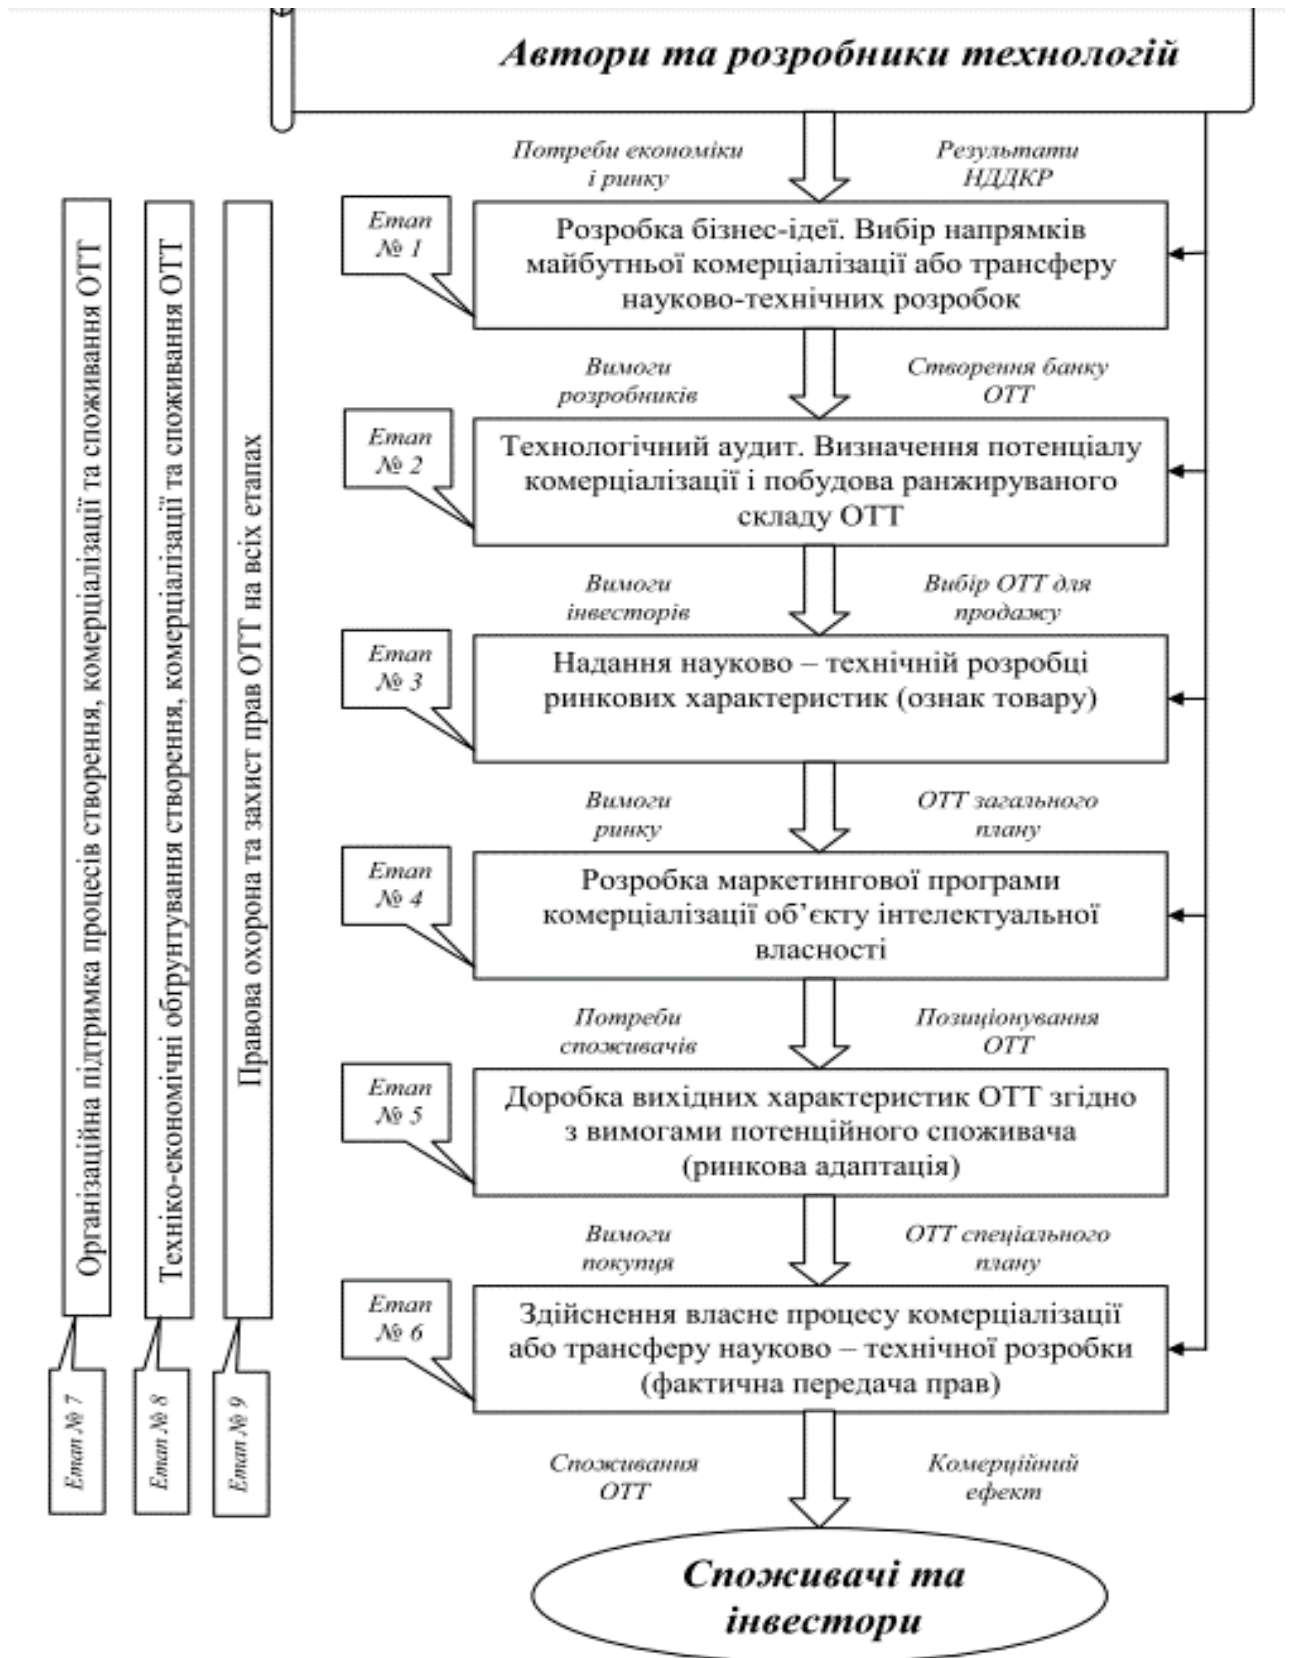 Автори та розробники технологій
Потреби економіки
і ринку
Результати
НДДКР
Етап
№ 1
Розробка бізнес-ідеї. Вибір напрямків
майбутньої комерціалізації або трансферу
науково-технічних розробок
Вимоги
розробників
Створення банку
ОТТ
Етап
№ 2
Технологічний аудит. Визначення потенціалу
комерціалізації і побудова ранжируваного
складу ОТТ
Вимоги
інвесторів
Вибір ОТТ для
продажу
Етап
№ 3
Надання науково – технічній розробці
ринкових характеристик (ознак товару)
Вимоги
ринку
ОТТ загального
плану
Етап
№ 4
Розробка маркетингової програми
комерціалізації об’єкту інтелектуальної
власності
Потреби
споживачів
Позиціонування
ОТТ
Етап
№ 5
Доробка вихідних характеристик ОТТ згідно
з вимогами потенційного споживача
(ринкова адаптація)
Вимоги
покупця
ОТТ спеціального
плану
Етап
№ 6
Здійснення власне процесу комерціалізації
або трансферу науково – технічної розробки
(фактична передача прав)
Споживання
ОТТ
Комерційний
ефект
Споживачі та
інвестори
Організаційна підтримка процесів створення, комерціалізації та споживання ОТТ
Етап № 7
Техніко-економічні обґрунтування створення, комерціалізації та споживання ОТТ
Етап № 8
Правова охорона та захист прав ОТТ на всіх етапах
Етап № 9